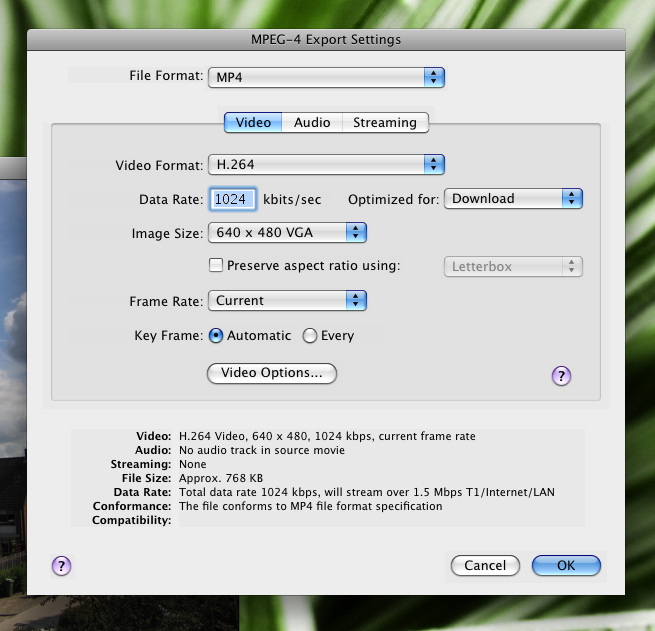 MPEG-4 Export Settings
File Format: MP4
Video Audio Streaming
Video Format: H.264
Data Rate: 1024 kbits/sec Optimized for: Download
Image Size: 640 x 480 VGA
Preserve aspect ratio using: Letterbox
Frame Rate: Current
Key Frame: Automatic Every
Video Options... ?
Video: H.264 Video, 640 x 480, 1024 kbps, current frame rate
Audio: No audio track in source movie
Streaming: None
File Size: Approx. 768 KB
Data Rate: Total data rate 1024 kbps, will stream over 1.5 Mbps T1/Internet/LAN
Conformance: The file conforms to MP4 file format specification
Compatibility:
? Cancel OK